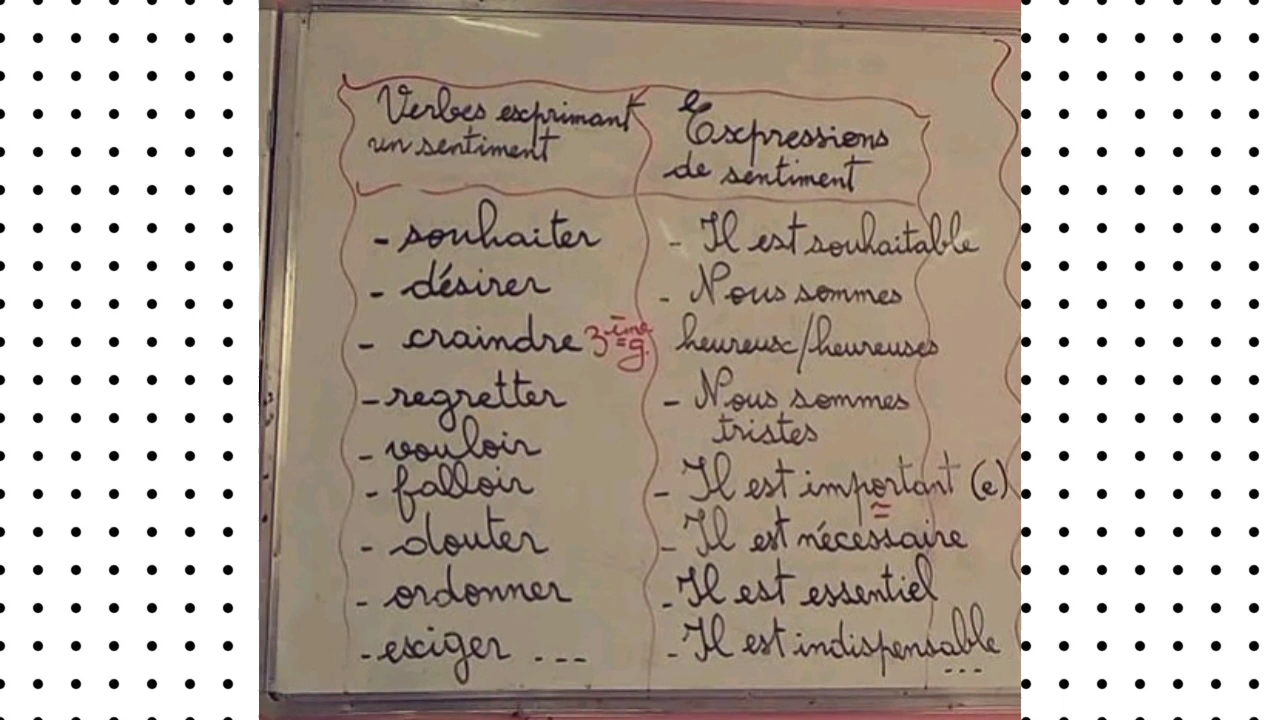 Verbes exprimant
un sentiment
- souhaiter
- désirer
- craindre 3ème g.
- regretter
- vouloir
- falloir
- douter
- ordonner
- exiger ---
Expressions
de sentiment
- Il est souhaitable
- Nous sommes
heureux/heureuses
- Nous sommes
tristes
- Il est important (e)
- Il est nécessaire
- Il est essentiel
- Il est indispensable
...